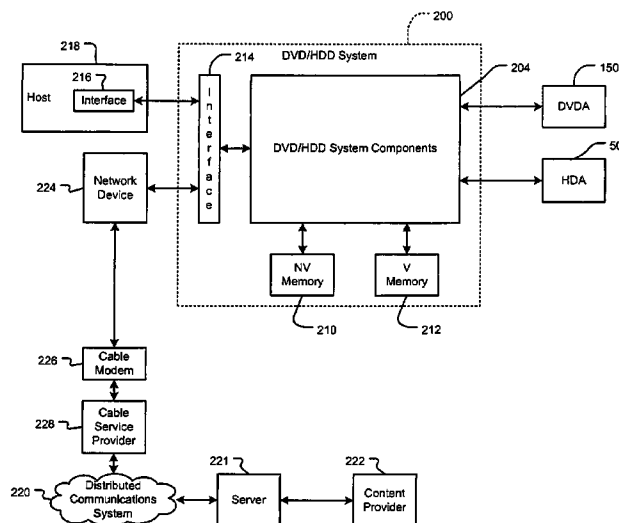 200
218
214
DVD/HDD System
216
204
150
Host
Interface
Interface
DVDA
DVD/HDD System Components
50
224
Network
Device
HDA
NV
Memory
V
Memory
210
212
226
Cable
Modem
228
Cable
Service
Provider
221
222
220
Distributed
Communications
System
Server
Content
Provider